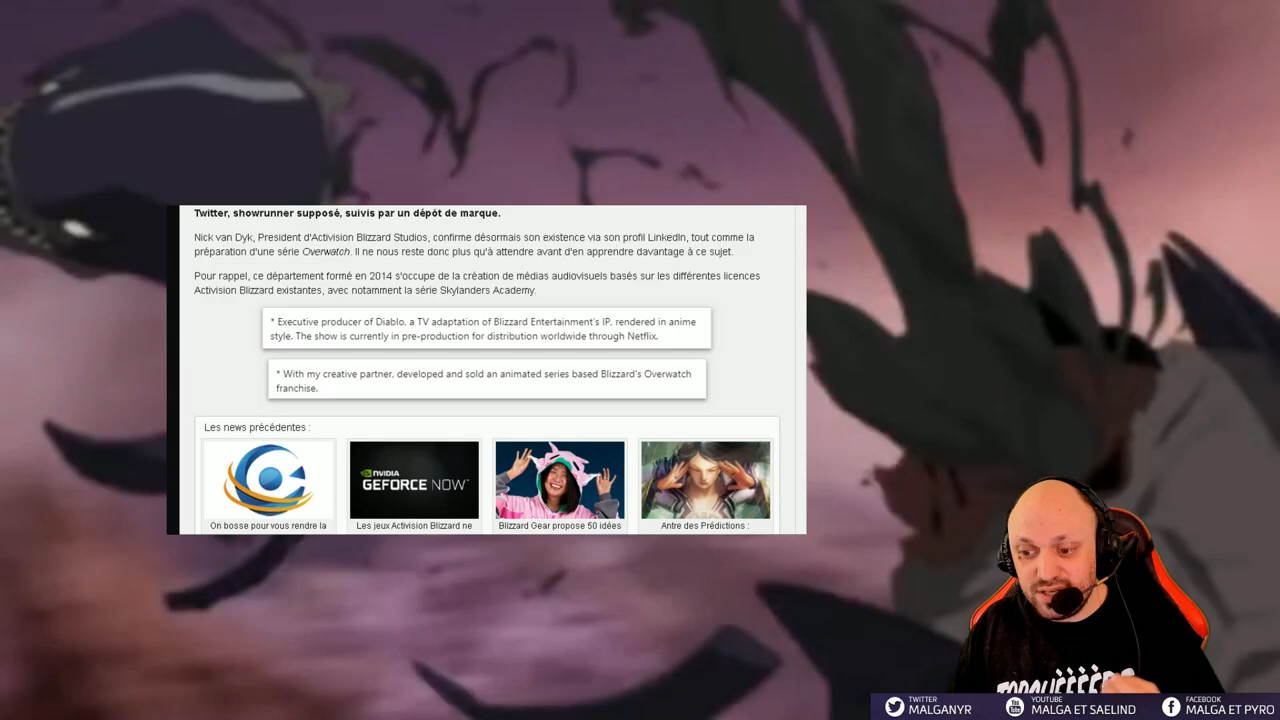 Twitter, showrunner supposé, suivis par un dépôt de marque.
Nick van Dyk, President d'Activision Blizzard Studios, confirme désormais son existence via son profil LinkedIn, tout comme la
préparation d'une série Overwatch. Il ne nous reste donc plus qu'à attendre avant d'en apprendre davantage à ce sujet.
Pour rappel, ce département formé en 2014 s'occupe de la création de médias audiovisuels basés sur les différentes licences
Activision Blizzard existantes, avec notamment la série Skylanders Academy.
* Executive producer of Diablo, a TV adaptation of Blizzard Entertainment's IP, rendered in anime
style. The show is currently in pre-production for distribution worldwide through Netflix.
* With my creative partner, developed and sold an animated series based Blizzard's Overwatch
franchise.
Les news précédentes :
NVIDIA
GEFORCE NOW
On bosse pour vous rendre la
Les jeux Activision Blizzard ne
Blizzard Gear propose 50 idées
Antre des Prédictions :
TWITTER
MALGANYR
You
Tube
YOUTUBE
MALGA ET SAELIND
FACEBOOK
MALGA ET PYRO